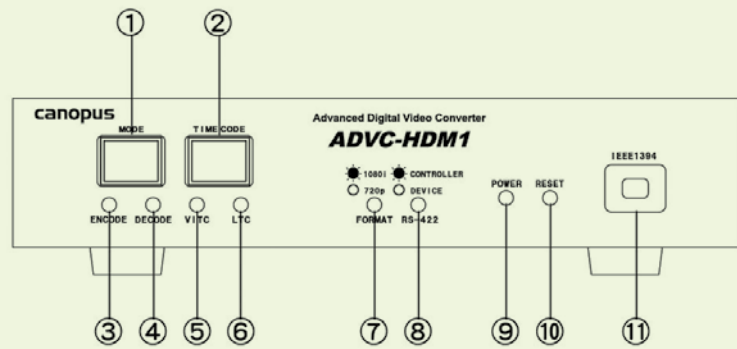 ① ②
canopus
MODE TIME CODE
Advanced Digital Video Converter
ADVC-HDM1
1080i CONTROLLER
720p DEVICE
ENCODE DECODE VITC LTC
FORMAT RS-422
POWER RESET
IEEE1394
③ ④ ⑤ ⑥ ⑦ ⑧ ⑨ ⑩ ⑪